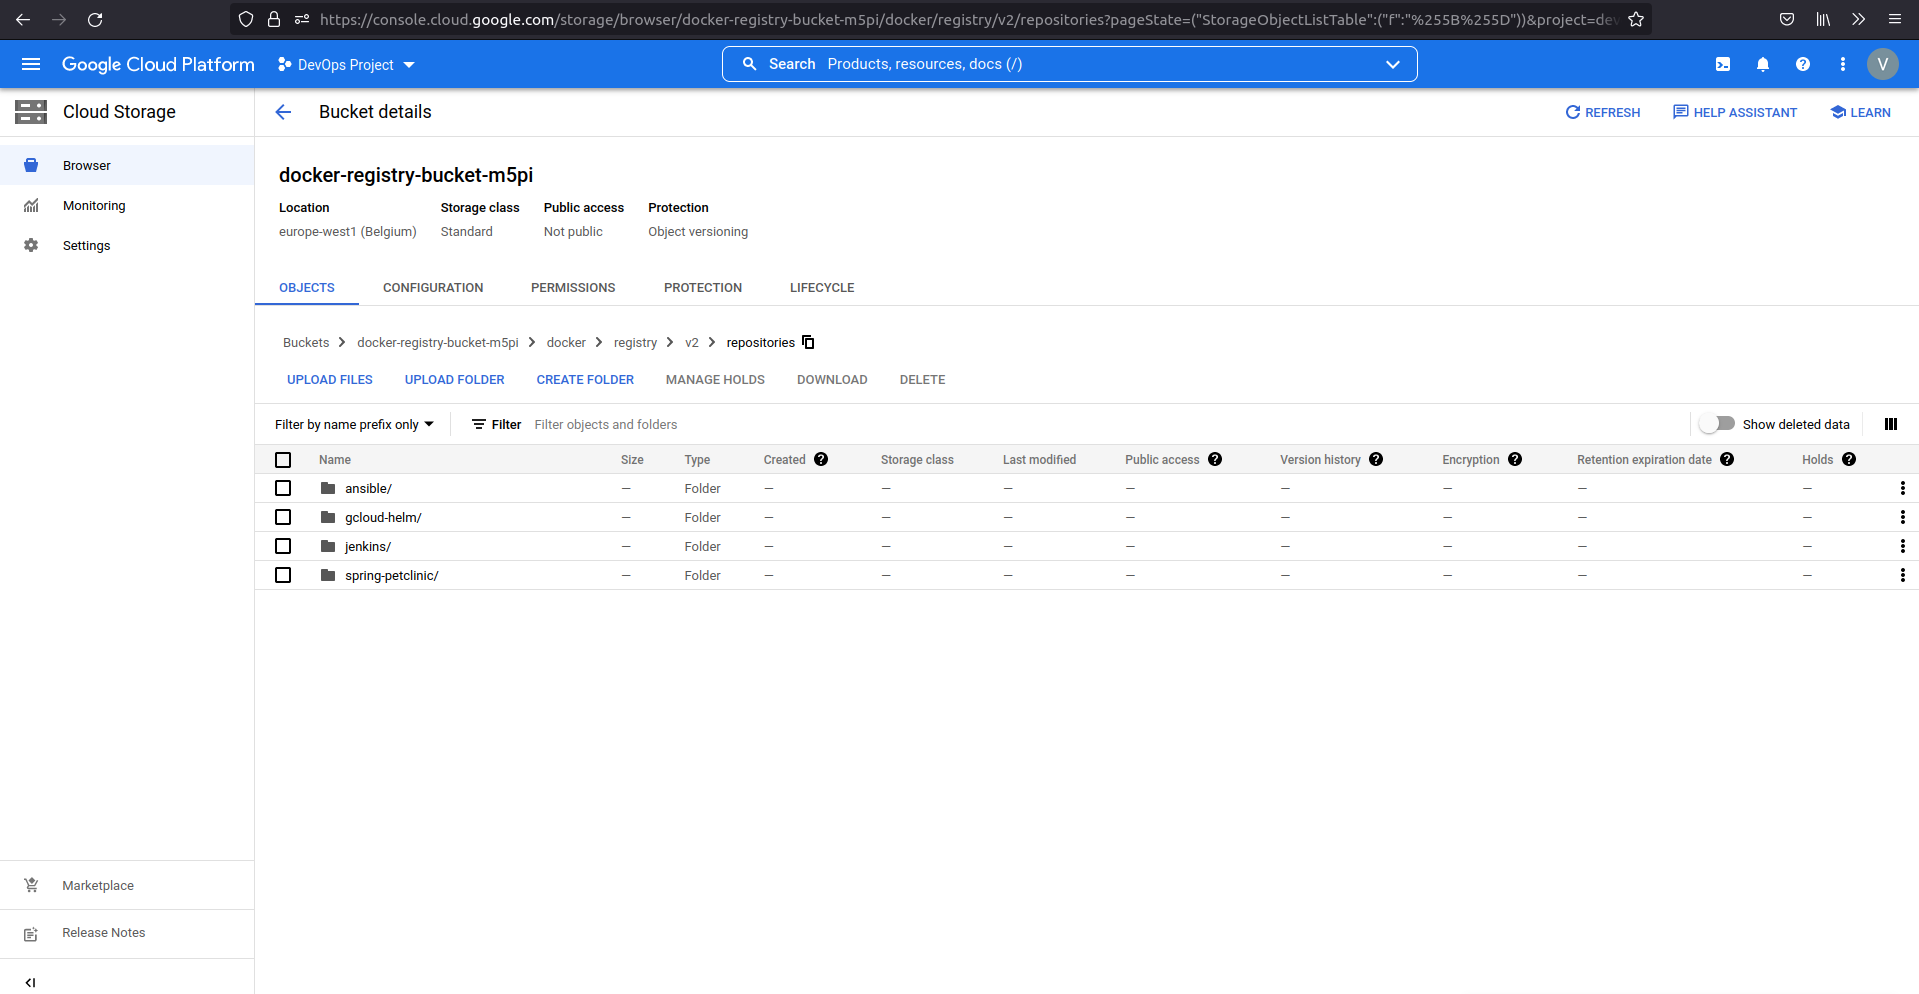 https://console.cloud.google.com/storage/browser/docker-registry-bucket-m5pi/docker/registry/v2/repositories?pageState=("StorageObjectListTable":("f":"%255B%255D"))&project=dev
Google Cloud Platform DevOps Project Search Products, resources, docs (/) V
Cloud Storage Bucket details REFRESH HELP ASSISTANT LEARN
Browser
Monitoring
Settings
docker-registry-bucket-m5pi
Location Storage class Public access Protection
europe-west1 (Belgium) Standard Not public Object versioning
OBJECTS CONFIGURATION PERMISSIONS PROTECTION LIFECYCLE
Buckets > docker-registry-bucket-m5pi > docker > registry > v2 > repositories
UPLOAD FILES UPLOAD FOLDER CREATE FOLDER MANAGE HOLDS DOWNLOAD DELETE
Filter by name prefix only Filter Filter objects and folders Show deleted data
Name Size Type Created ? Storage class Last modified Public access ? Version history ? Encryption ? Retention expiration date ? Holds ?
ansible/ — Folder — — — — — — — —
gcloud-helm/ — Folder — — — — — — — —
jenkins/ — Folder — — — — — — — —
spring-petclinic/ — Folder — — — — — — — —
Marketplace
Release Notes